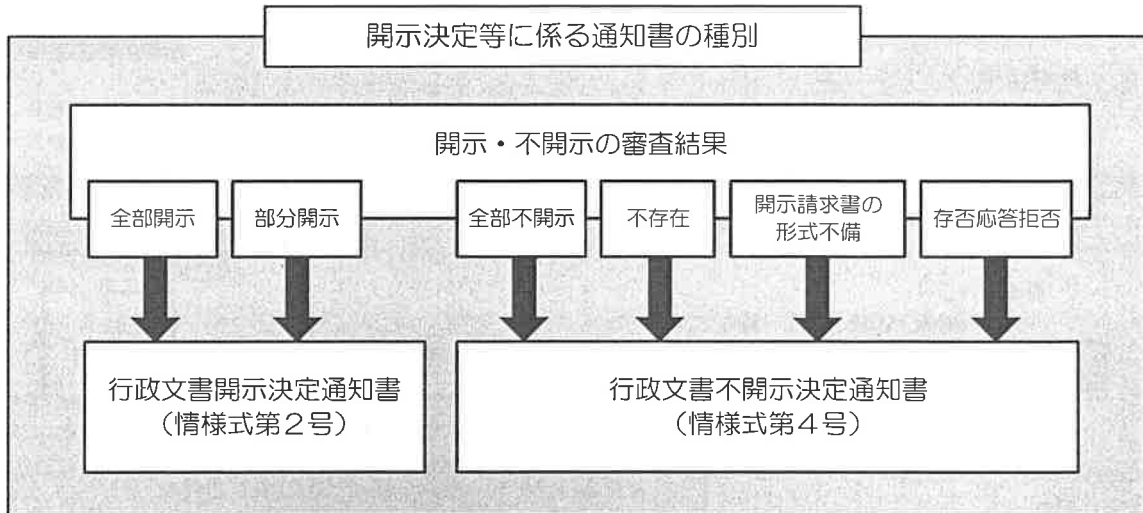 開示決定等に係る通知書の種別
開示・不開示の審査結果
全部開示
部分開示
全部不開示
不存在
開示請求書の
形式不備
存否応答拒否
行政文書開示決定通知書
（情様式第２号）
行政文書不開示決定通知書
（情様式第４号）